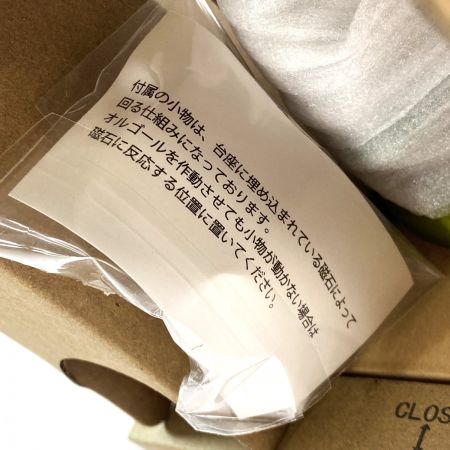 付属の小物は、台座に埋め込まれている磁石によって
回る仕組みになっております。
オルゴールを作動させても小物が動かない場合は
磁石に反応する位置に置いてください。
CLOS